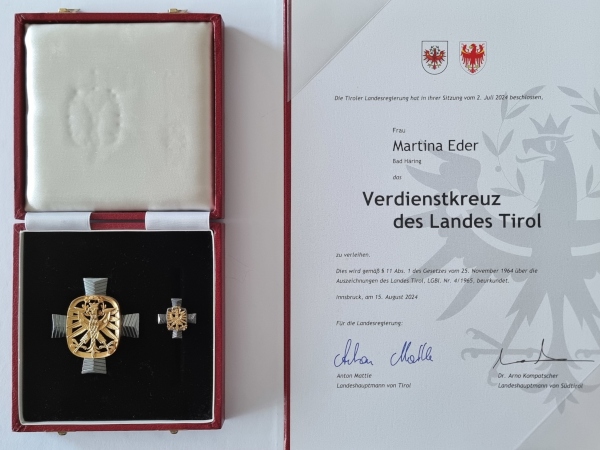 Die Tiroler Landesregierung hat in ihrer Sitzung vom 2. Juli 2024 beschlossen,
Frau
Martina Eder
Bad Häring
das
Verdienstkreuz
des Landes Tirol
zu verleihen.
Dies wird gemäß § 11 Abs. 1 des Gesetzes vom 25. November 1964 über die
Auszeichnungen des Landes Tirol, LGBl. Nr. 4/1965, beurkundet.
Innsbruck, am 15. August 2024
Für die Landesregierung:
Anton Mattle
Anton Mattle
Dr. Arno Kompatscher
Landeshauptmann von Tirol
Landeshauptmann von Südtirol